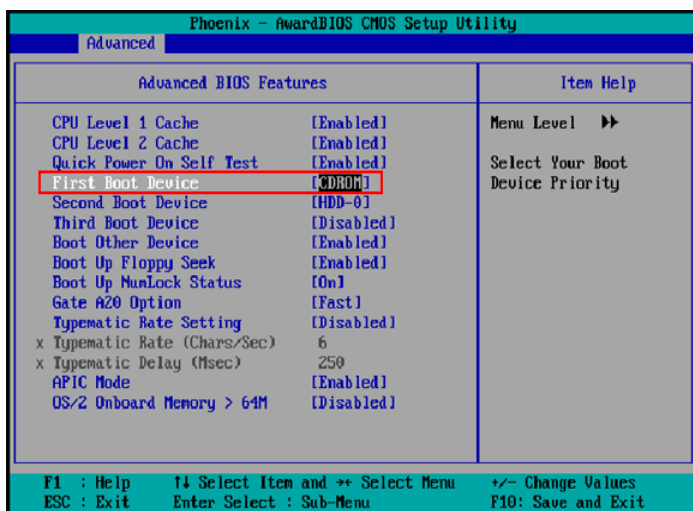 Phoenix - AwardBIOS CMOS Setup Utility
Advanced
Advanced BIOS Features
Item Help
CPU Level 1 Cache [Enabled]
CPU Level 2 Cache [Enabled]
Quick Power On Self Test [Enabled]
First Boot Device [CDROM]
Second Boot Device [HDD-0]
Third Boot Device [Disabled]
Boot Other Device [Enabled]
Boot Up Floppy Seek [Enabled]
Boot Up NumLock Status [On]
Gate A20 Option [Fast]
Typematic Rate Setting [Disabled]
x Typematic Rate (Chars/Sec) 6
x Typematic Delay (Msec) 250
APIC Mode [Enabled]
OS/2 Onboard Memory > 64M [Disabled]
Menu Level ▶▶
Select Your Boot
Device Priority
F1 : Help ↑↓ Select Item and →← Select Menu +/- Change Values
ESC : Exit Enter Select : Sub-Menu F10: Save and Exit